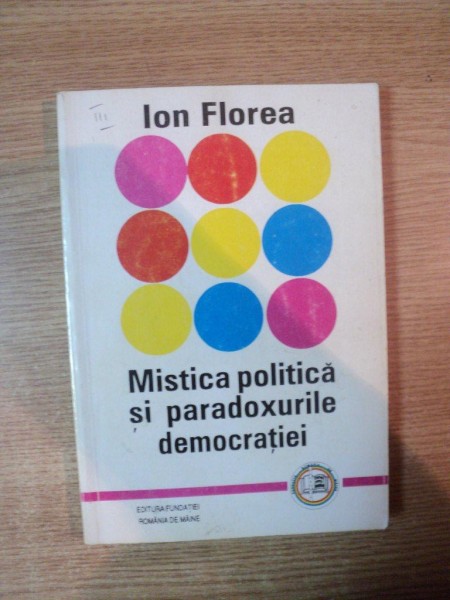 Ion Florea
Mistica politică
și paradoxurile
democrației
EDITURA FUNDAȚIEI
ROMÂNIA DE MÂINE